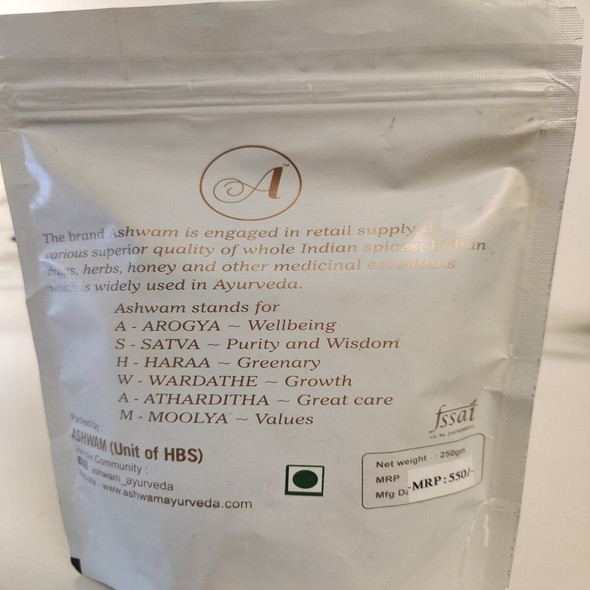 A™
The brand Ashwam is engaged in retail supply of
various superior quality of whole Indian spices, Indian
drugs, herbs, honey and other medicinal essentials
which is widely used in Ayurveda.
Ashwam stands for
A - AROGYA ~ Wellbeing
S - SATVA ~ Purity and Wisdom
H - HARAA ~ Greenary
W - WARDATHE ~ Growth
A - ATHARDITHA ~ Great care
M - MOOLYA ~ Values
fssai
Packed by :
ASHWAM (Unit of HBS)
Community :
ashwam_ayurveda
www.ashwamayurveda.com
Net weight : 250gm
MRP
Mfg
MRP : 550/-